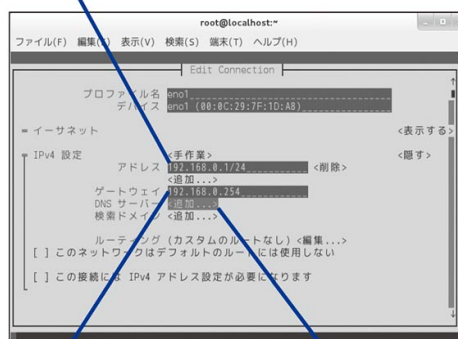 root@localhost:~
ファイル(F) 編集(E) 表示(V) 検索(S) 端末(T) ヘルプ(H)
Edit Connection
プロファイル名 eno1
デバイス eno1 (00:0C:29:7F:1D:A8)
= イーサネット <表示する>
IPv4 設定 <手作業> <隠す>
アドレス 192.168.0.1/24 <削除>
<追加...>
ゲートウェイ 192.168.0.254
DNS サーバー <追加...>
検索ドメイン <追加...>
ルーティング (カスタムのルートなし) <編集...>
[ ] このネットワークはデフォルトのルートには使用しない
[ ] この接続には IPv4 アドレス設定が必要になります